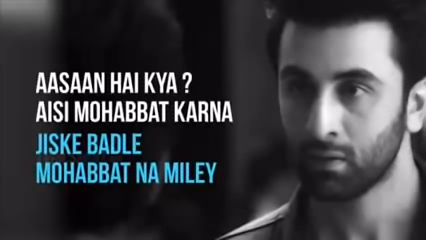 AASAAN HAI KYA ?
AISI MOHABBAT KARNA
JISKE BADLE
MOHABBAT NA MILEY